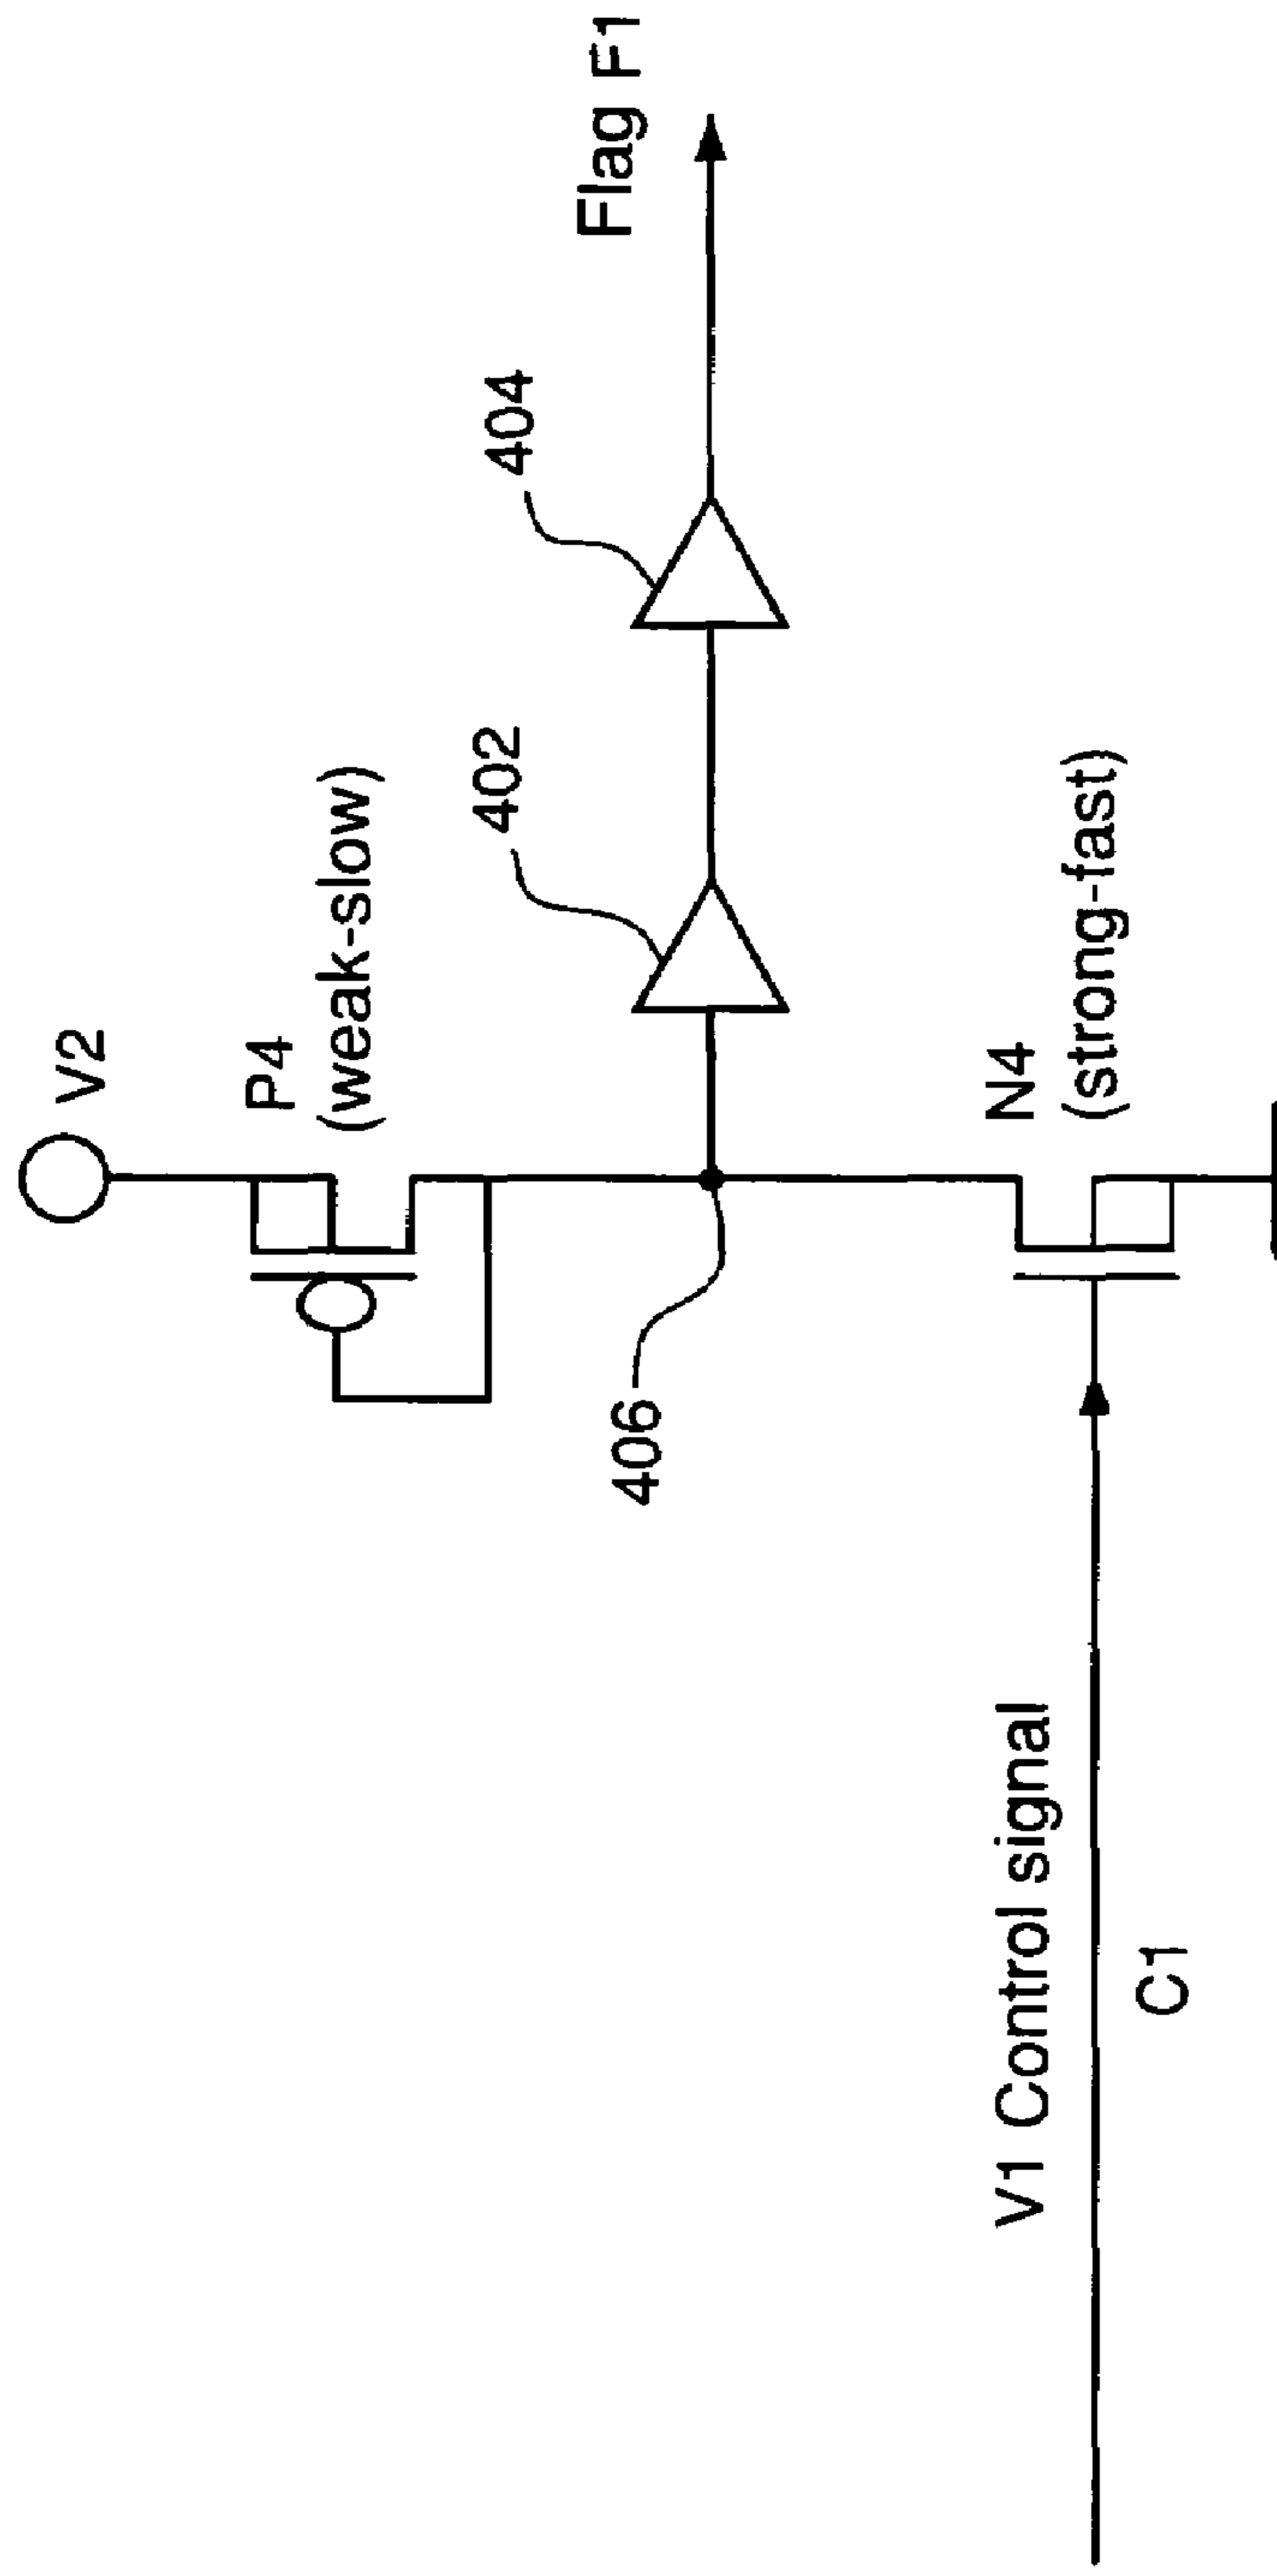 V2
P4
(weak-slow)
402
404
Flag F1
406
N4
(strong-fast)
V1 Control signal
C1